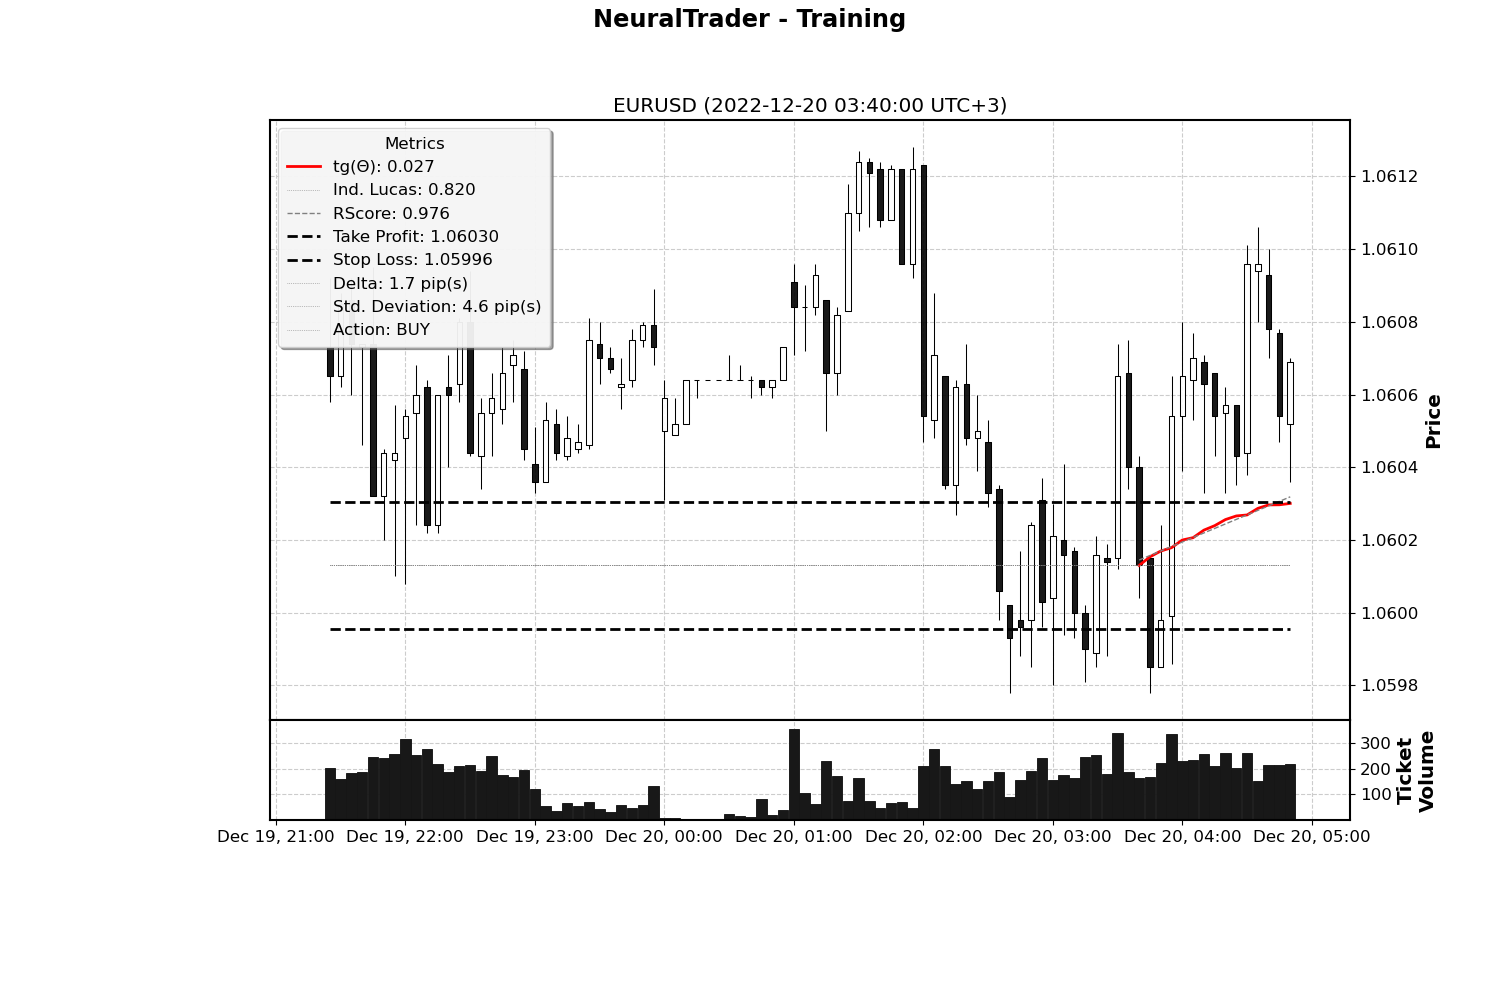 NeuralTrader - Training
EURUSD (2022-12-20 03:40:00 UTC+3)
Metrics
tg(Θ): 0.027
Ind. Lucas: 0.820
RScore: 0.976
Take Profit: 1.06030
Stop Loss: 1.05996
Delta: 1.7 pip(s)
Std. Deviation: 4.6 pip(s)
Action: BUY
1.0612
1.0610
1.0608
1.0606
1.0604
1.0602
1.0600
1.0598
Price
300
200
100
Ticket
Volume
Dec 19, 21:00 Dec 19, 22:00 Dec 19, 23:00 Dec 20, 00:00 Dec 20, 01:00 Dec 20, 02:00 Dec 20, 03:00 Dec 20, 04:00 Dec 20, 05:00